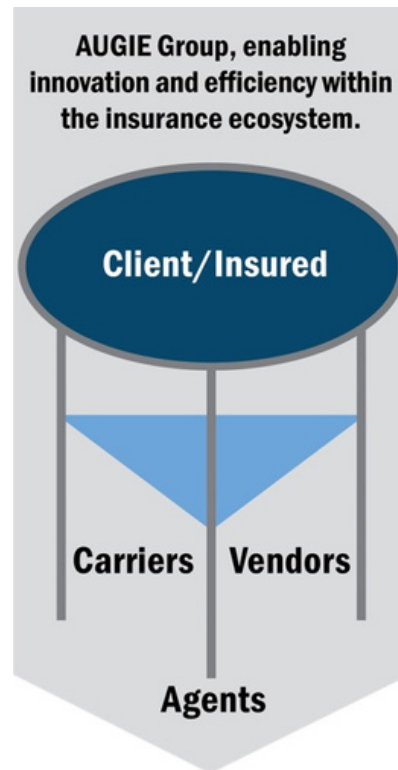 AUGIE Group, enabling
innovation and efficiency within
the insurance ecosystem.
Client/Insured
Carriers Vendors
Agents